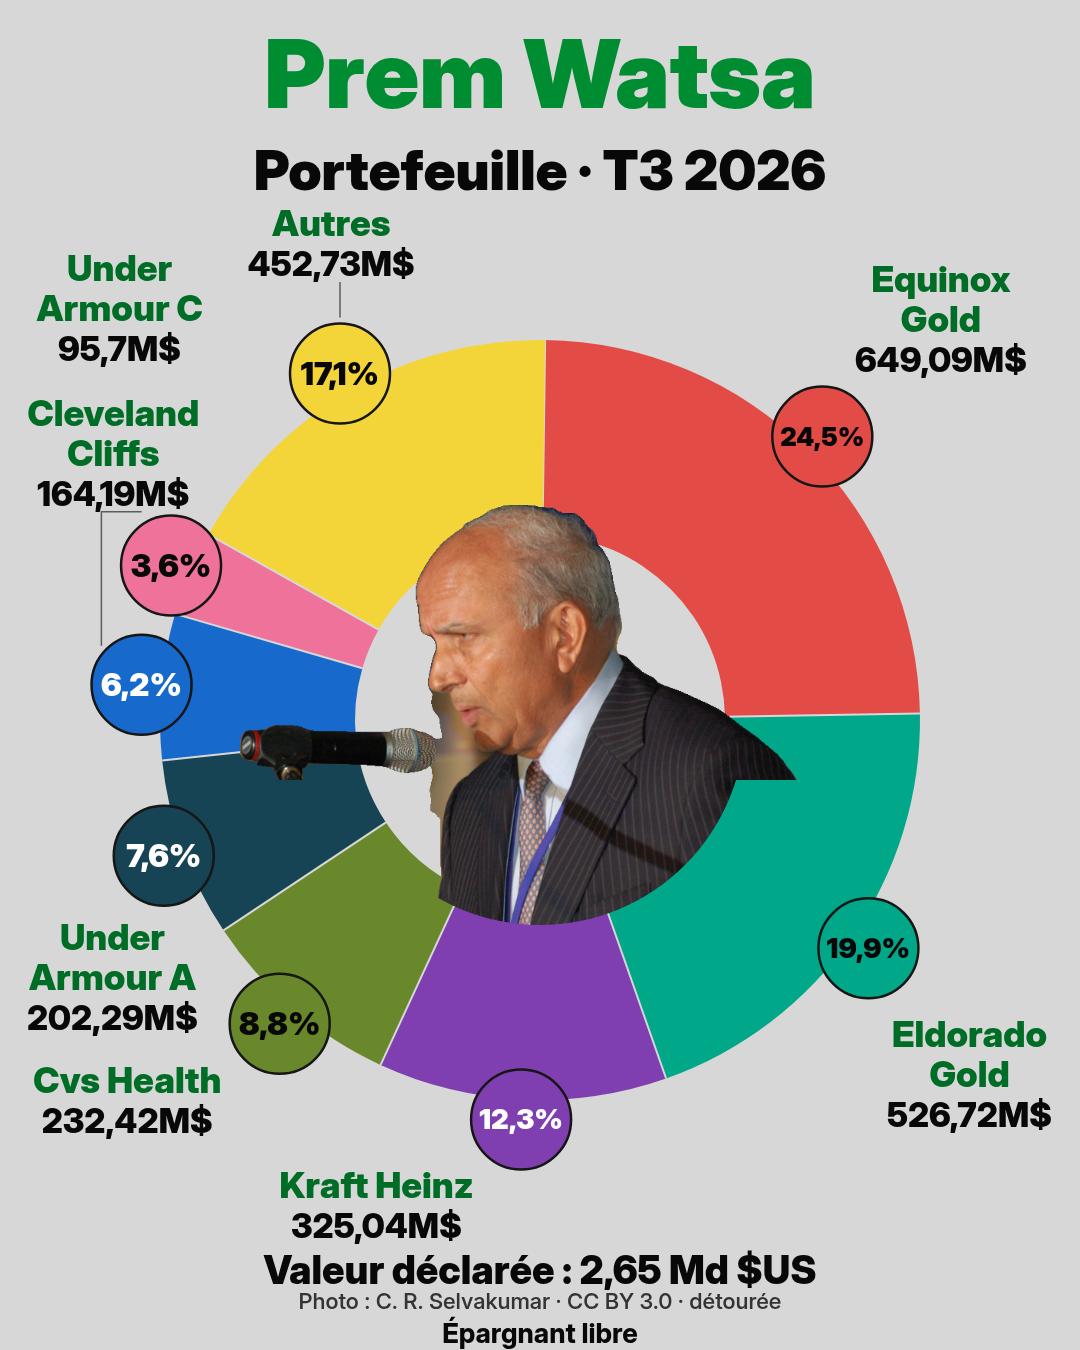 Prem Watsa
Portefeuille · T3 2026
Autres
452,73M$
Under
Armour C
95,7M$
Equinox
Gold
649,09M$
17,1%
Cleveland
Cliffs
164,19M$
24,5%
3,6%
6,2%
7,6%
Under
Armour A
202,29M$
19,9%
8,8%
Eldorado
Gold
526,72M$
Cvs Health
232,42M$
12,3%
Kraft Heinz
325,04M$
Valeur déclarée : 2,65 Md $US
Photo : C. R. Selvakumar · CC BY 3.0 · détourée
Épargnant libre